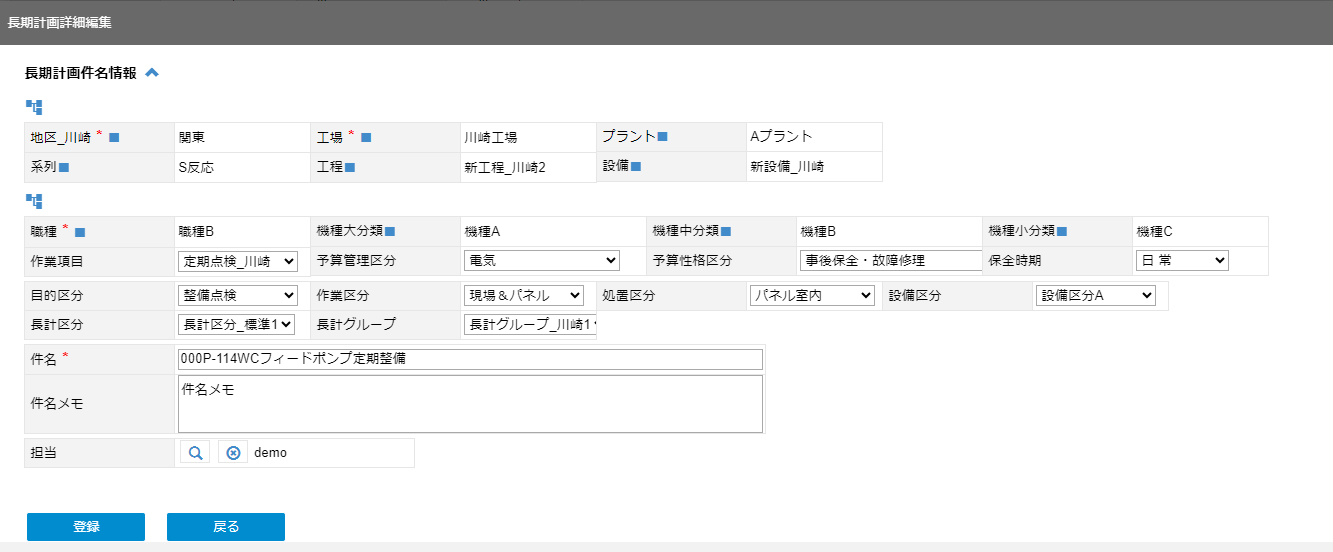 長期計画詳細編集
長期計画件名情報
地区_川崎 * 関東 工場 * 川崎工場 プラント Aプラント
系列 S反応 工程 新工程_川崎2 設備 新設備_川崎
職種 * 職種B 機種大分類 機種A 機種中分類 機種B 機種小分類 機種C
作業項目 定期点検_川崎 予算管理区分 電気 予算性格区分 事後保全・故障修理 保全時期 日常
目的区分 整備点検 作業区分 現場＆パネル 処置区分 パネル室内 設備区分 設備区分A
長計区分 長計区分_標準1 長計グループ 長計グループ_川崎1
件名 * 000P-114WCフィードポンプ定期整備
件名メモ 件名メモ
担当 demo
登録 戻る